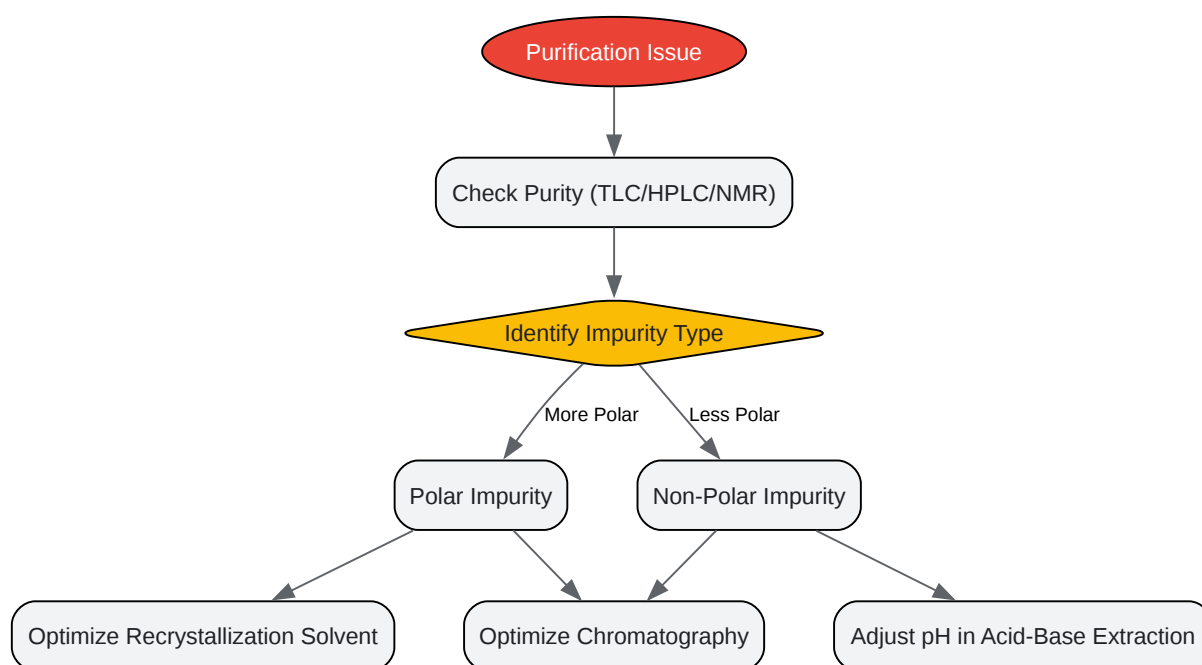 Purification Issue
Check Purity (TLC/HPLC/NMR)
Identify Impurity Type
More Polar
Less Polar
Polar Impurity
Non-Polar Impurity
Optimize Recrystallization Solvent
Optimize Chromatography
Adjust pH in Acid-Base Extraction